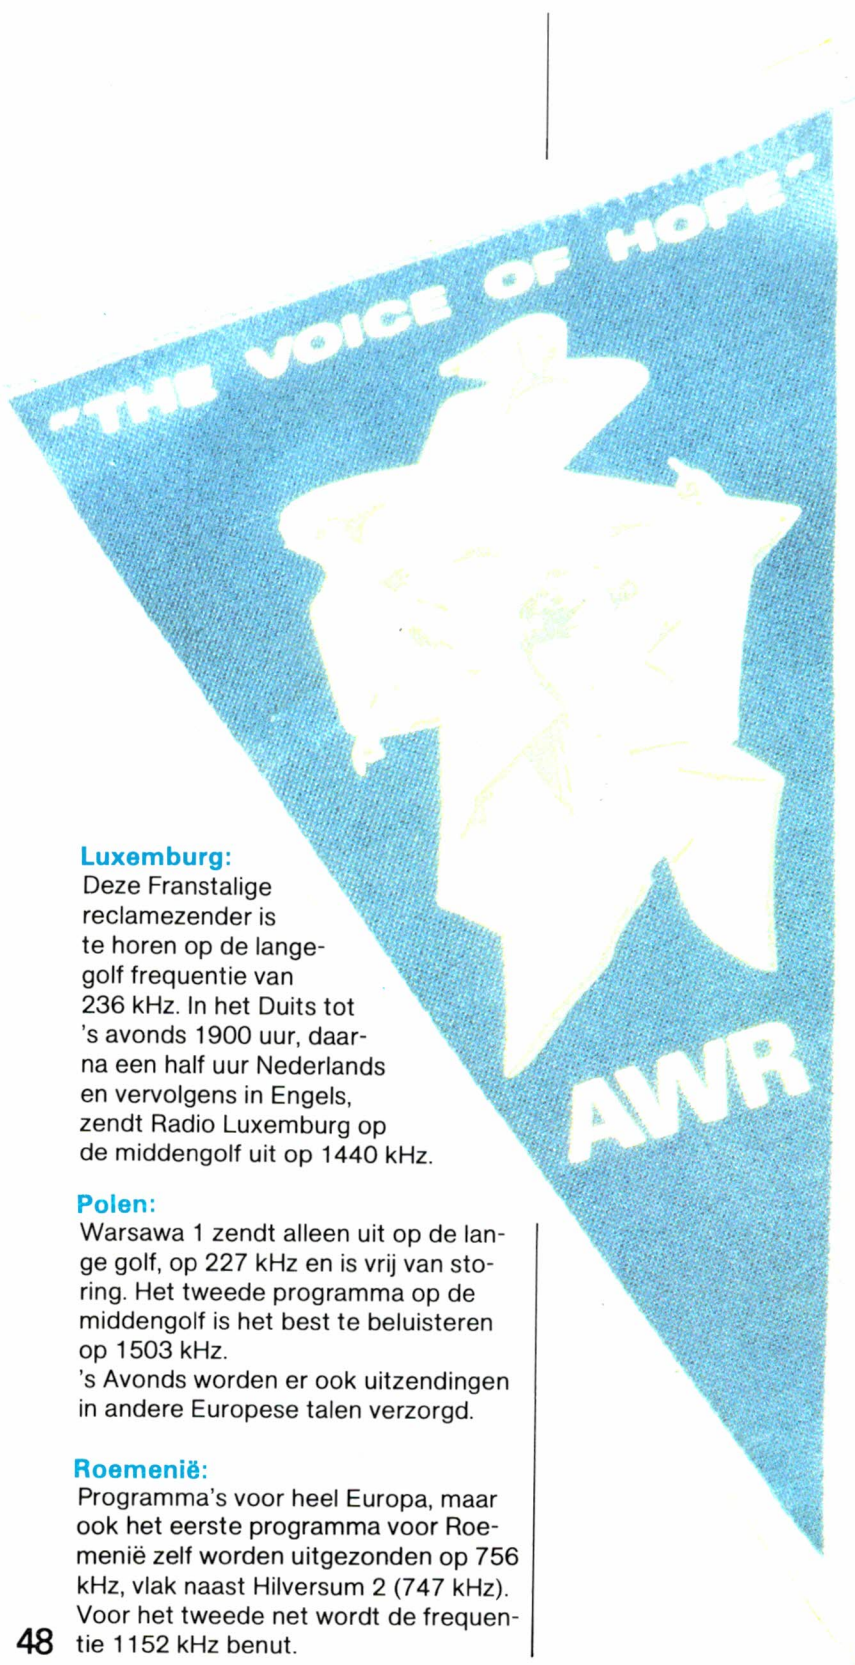 "THE VOICE OF HOPE"
AWR
Luxemburg:
Deze Franstalige
reclamezender is
te horen op de lange-
golf frequentie van
236 kHz. In het Duits tot
's avonds 1900 uur, daar-
na een half uur Nederlands
en vervolgens in Engels,
zendt Radio Luxemburg op
de middengolf uit op 1440 kHz.
Polen:
Warsawa 1 zendt alleen uit op de lan-
ge golf, op 227 kHz en is vrij van sto-
ring. Het tweede programma op de
middengolf is het best te beluisteren
op 1503 kHz.
's Avonds worden er ook uitzendingen
in andere Europese talen verzorgd.
Roemenië:
Programma's voor heel Europa, maar
ook het eerste programma voor Roe-
menië zelf worden uitgezonden op 756
kHz, vlak naast Hilversum 2 (747 kHz).
Voor het tweede net wordt de frequen-
tie 1152 kHz benut.
48